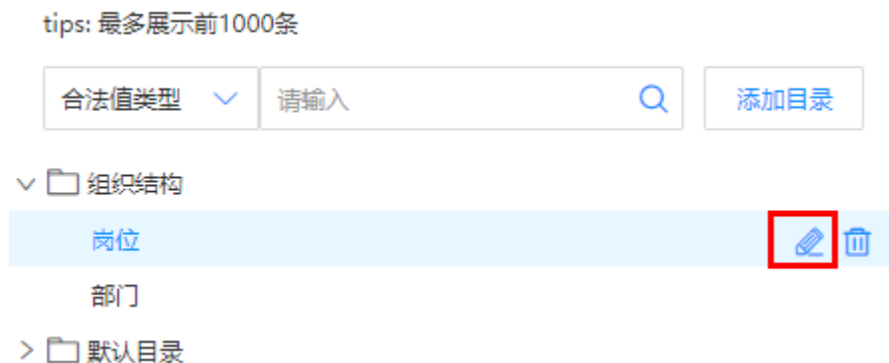 tips: 最多展示前1000条
合法值类型 请输入 添加目录
组织结构
岗位
部门
默认目录